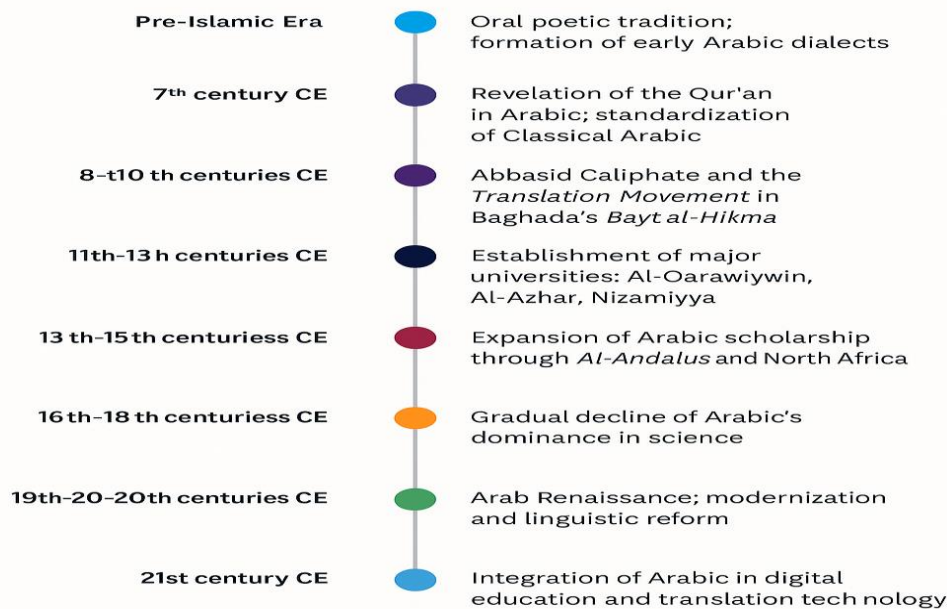 Pre-Islamic Era
Oral poetic tradition;
formation of early Arabic dialects
7th century CE
Revelation of the Qur'an
in Arabic; standardization
of Classical Arabic
8-t10 th centuries CE
Abbasid Caliphate and the
Translation Movement in
Baghada's Bayt al-Hikma
11th-13 h centuries CE
Establishment of major
universities: Al-Oarawiywin,
Al-Azhar, Nizamiyya
13 th-15th centuriess CE
Expansion of Arabic scholarship
through Al-Andalus and North Africa
16 th-18 th centuriess CE
Gradual decline of Arabic's
dominance in science
19th-20-20th centuries CE
Arab Renaissance; modernization
and linguistic reform
21st century CE
Integration of Arabic in digital
education and translation tech nology